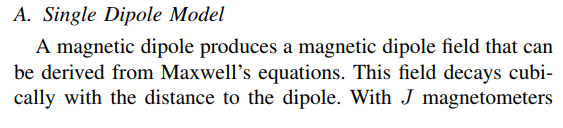 A. Single Dipole Model
A magnetic dipole produces a magnetic dipole field that can
be derived from Maxwell's equations. This field decays cubi-
cally with the distance to the dipole. With J magnetometers